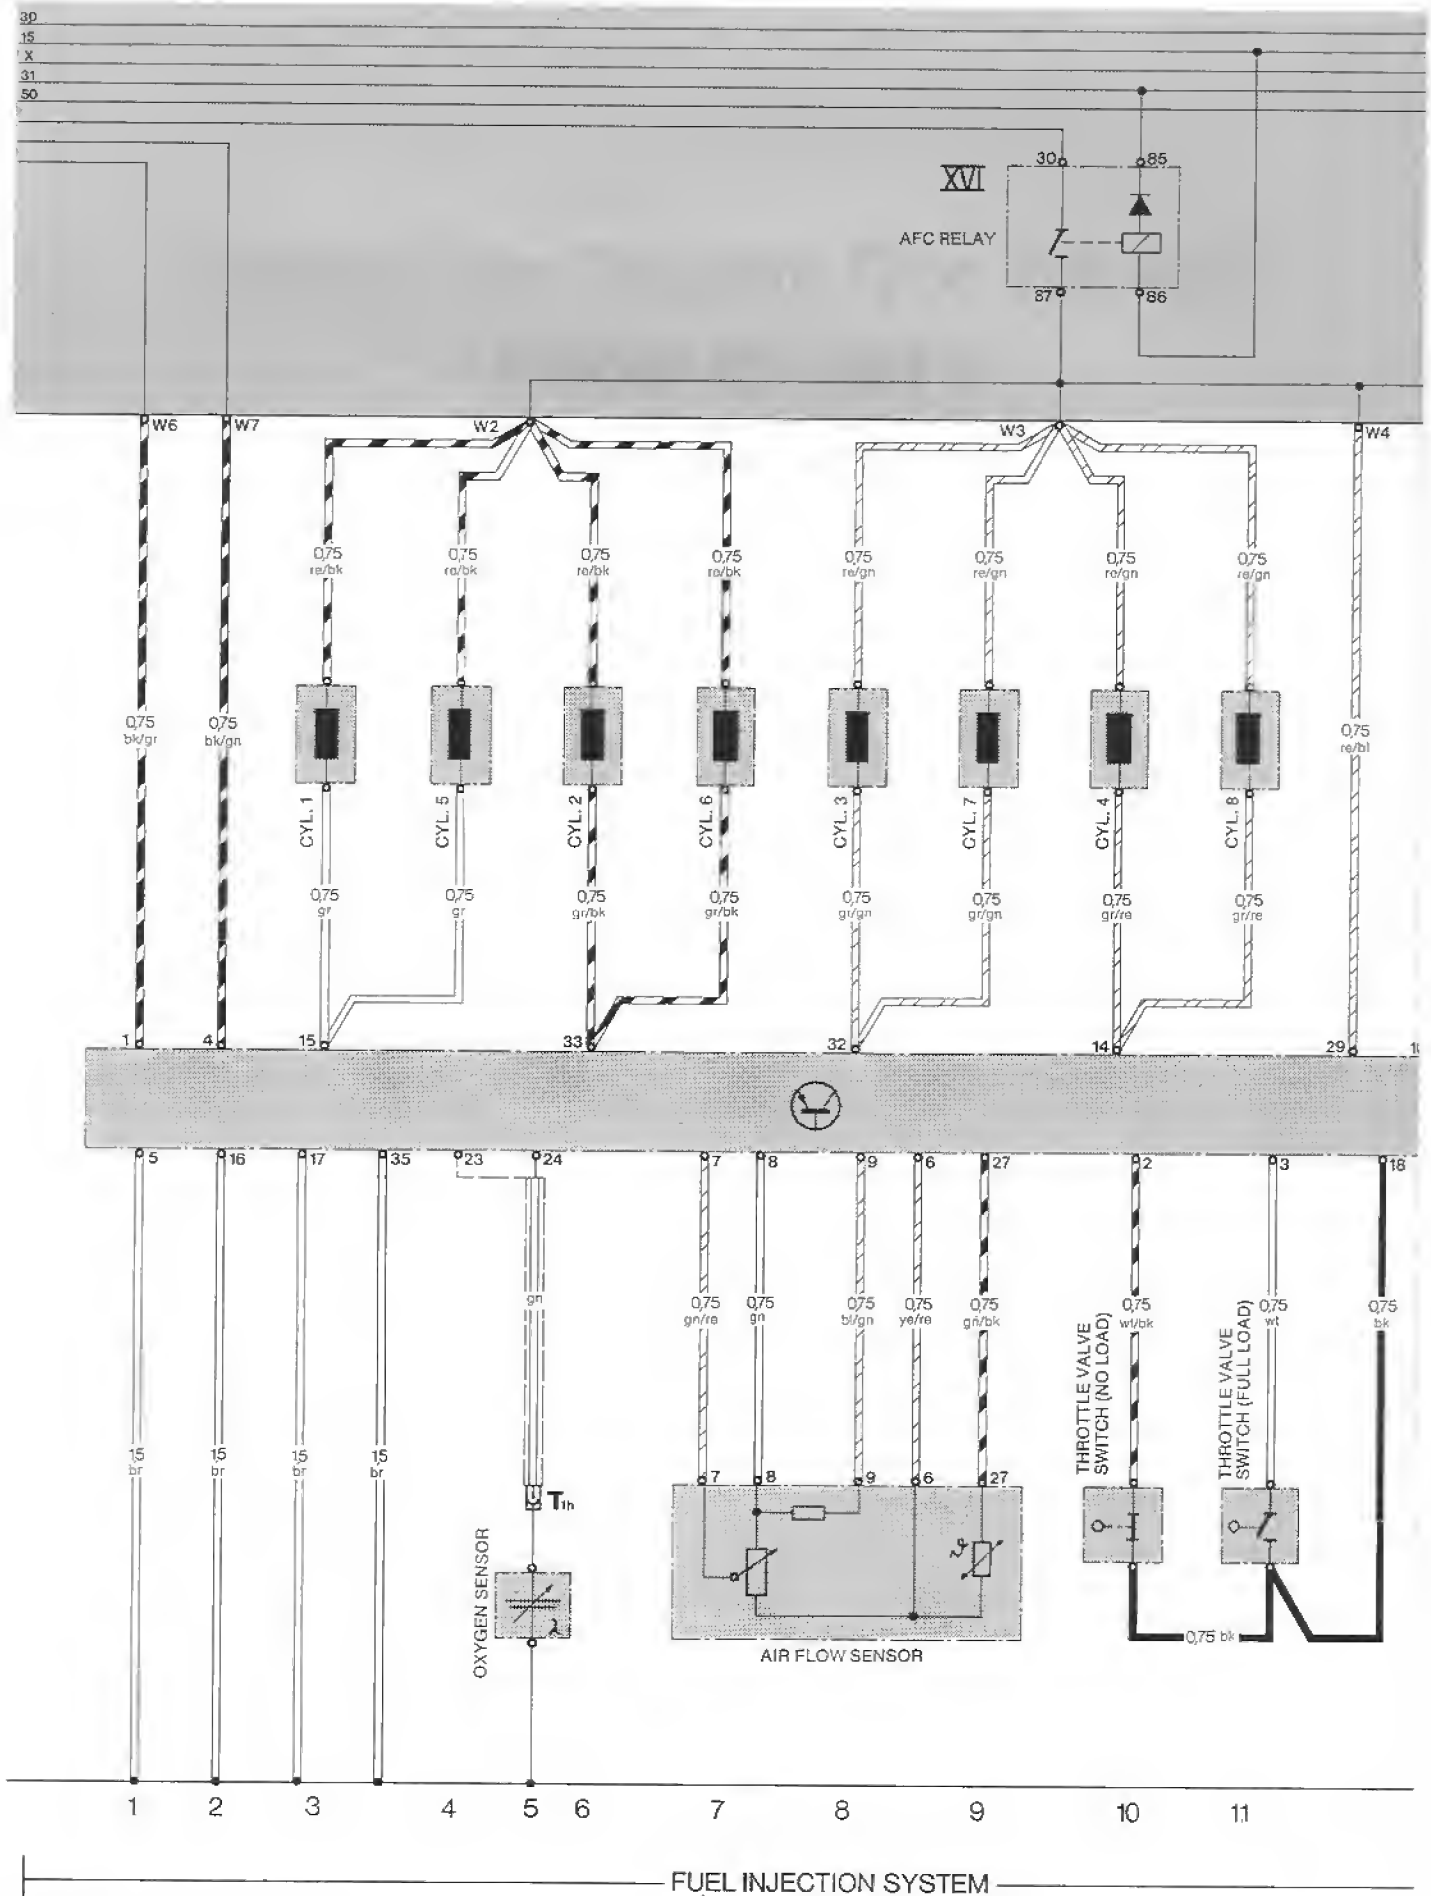 30
15
X
31
50
30 85
XVI
AFC RELAY
87 86
W6 W7 W2 W3 W4
0,75 0,75 0,75 0,75 0,75 0,75 0,75 0,75
re/bk re/bk re/bk re/bk re/gn re/gn re/gn re/gn
0,75 0,75 0,75
bk/gr bk/gn re/bl
CYL. 1 CYL. 5 CYL. 2 CYL. 6 CYL. 3 CYL. 7 CYL. 4 CYL. 8
0,75 0,75 0,75 0,75 0,75 0,75 0,75 0,75
gr gr gr/bk gr/bk gr/gn gr/gn gr/re gr/re
1 4 15 33 32 14 29
5 16 17 35 23 24 7 8 9 6 27 2 3 18
gn
0,75 0,75 0,75 0,75 0,75 0,75 0,75 0,75
gn/re gn bl/gn ye/re gn/bk wt/bk wt bk
THROTTLE VALVE
SWITCH (NO LOAD)
THROTTLE VALVE
SWITCH (FULL LOAD)
1,5 1,5 1,5 1,5
br br br br
7 8 9 6 27
T1h
OXYGEN SENSOR
λ
ϑ
0,75 bk
AIR FLOW SENSOR
1 2 3 4 5 6 7 8 9 10 11
FUEL INJECTION SYSTEM